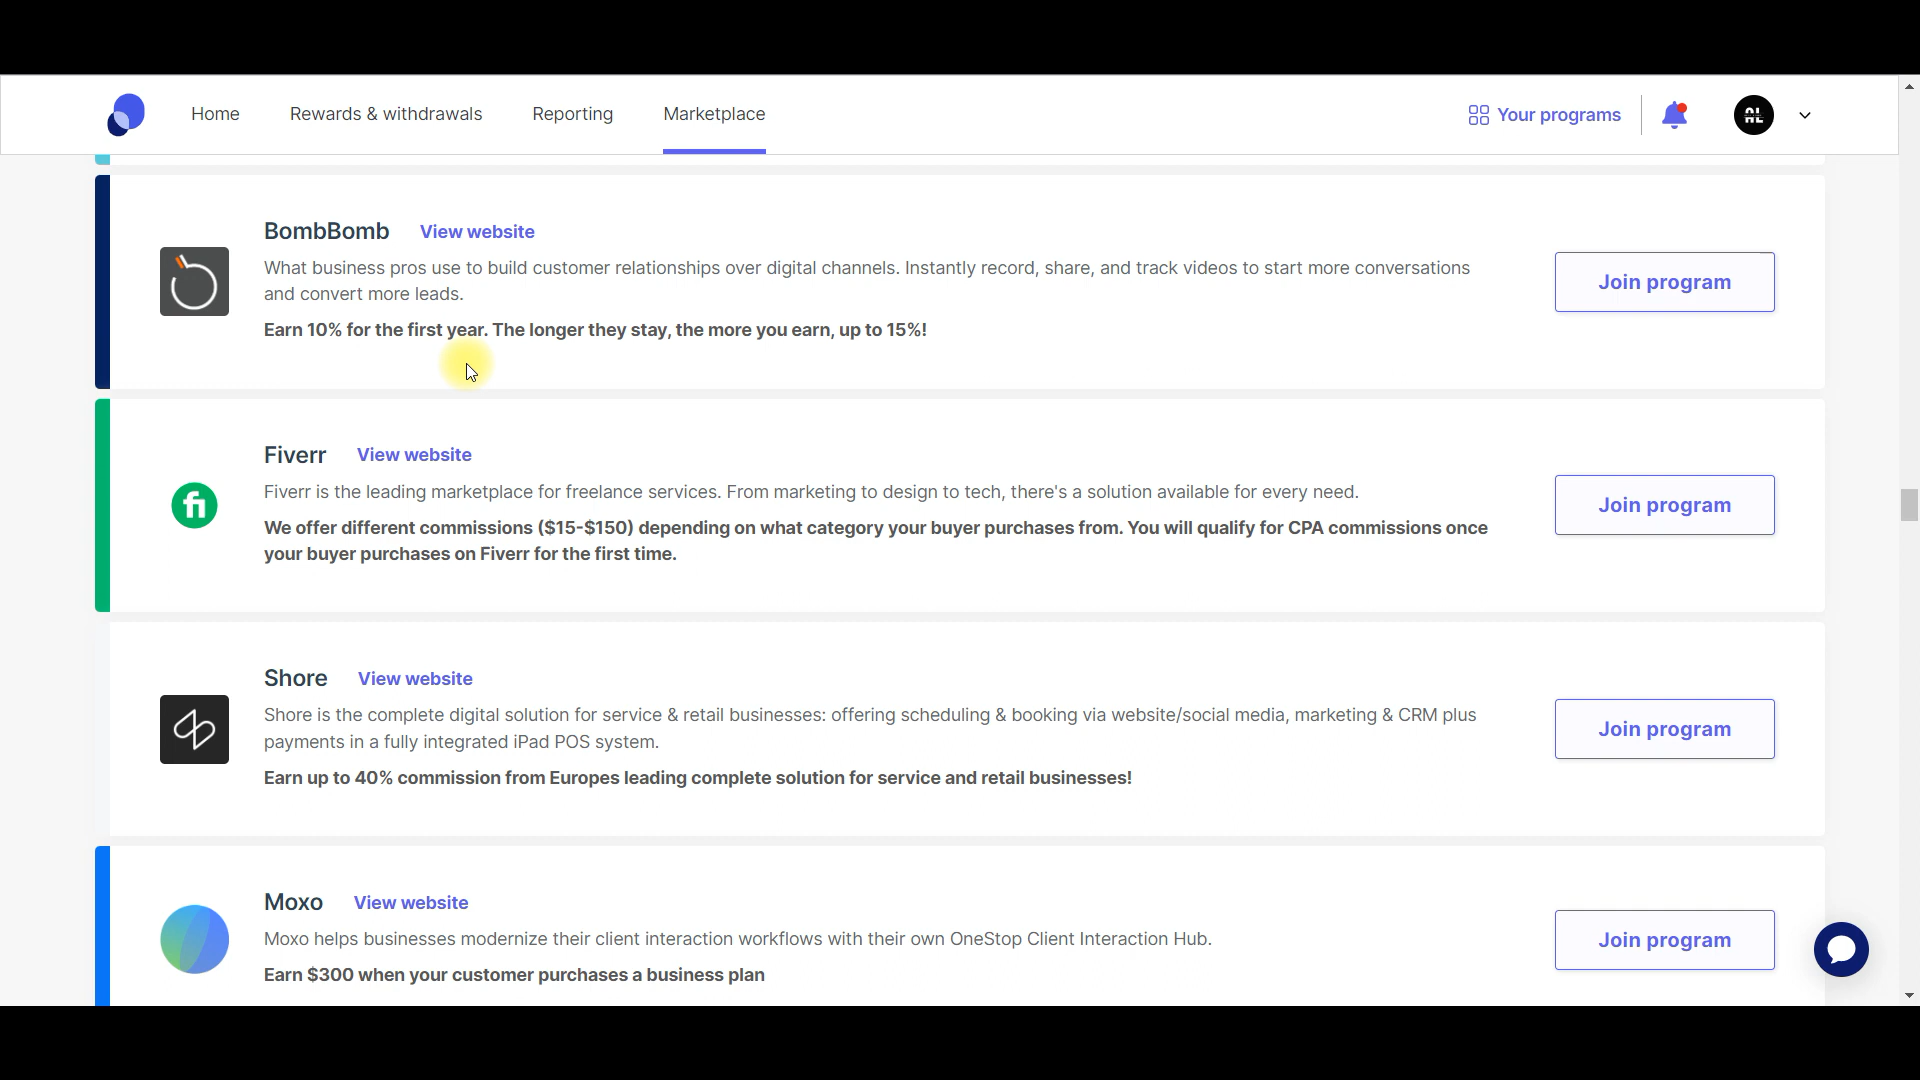 Home Rewards & withdrawals Reporting Marketplace Your programs AL
BombBomb View website
What business pros use to build customer relationships over digital channels. Instantly record, share, and track videos to start more conversations
and convert more leads.
Earn 10% for the first year. The longer they stay, the more you earn, up to 15%!
Join program
Fiverr View website
fi
Fiverr is the leading marketplace for freelance services. From marketing to design to tech, there's a solution available for every need.
We offer different commissions ($15-$150) depending on what category your buyer purchases from. You will qualify for CPA commissions once
your buyer purchases on Fiverr for the first time.
Join program
Shore View website
Shore is the complete digital solution for service & retail businesses: offering scheduling & booking via website/social media, marketing & CRM plus
payments in a fully integrated iPad POS system.
Earn up to 40% commission from Europes leading complete solution for service and retail businesses!
Join program
Moxo View website
Moxo helps businesses modernize their client interaction workflows with their own OneStop Client Interaction Hub.
Earn $300 when your customer purchases a business plan
Join program